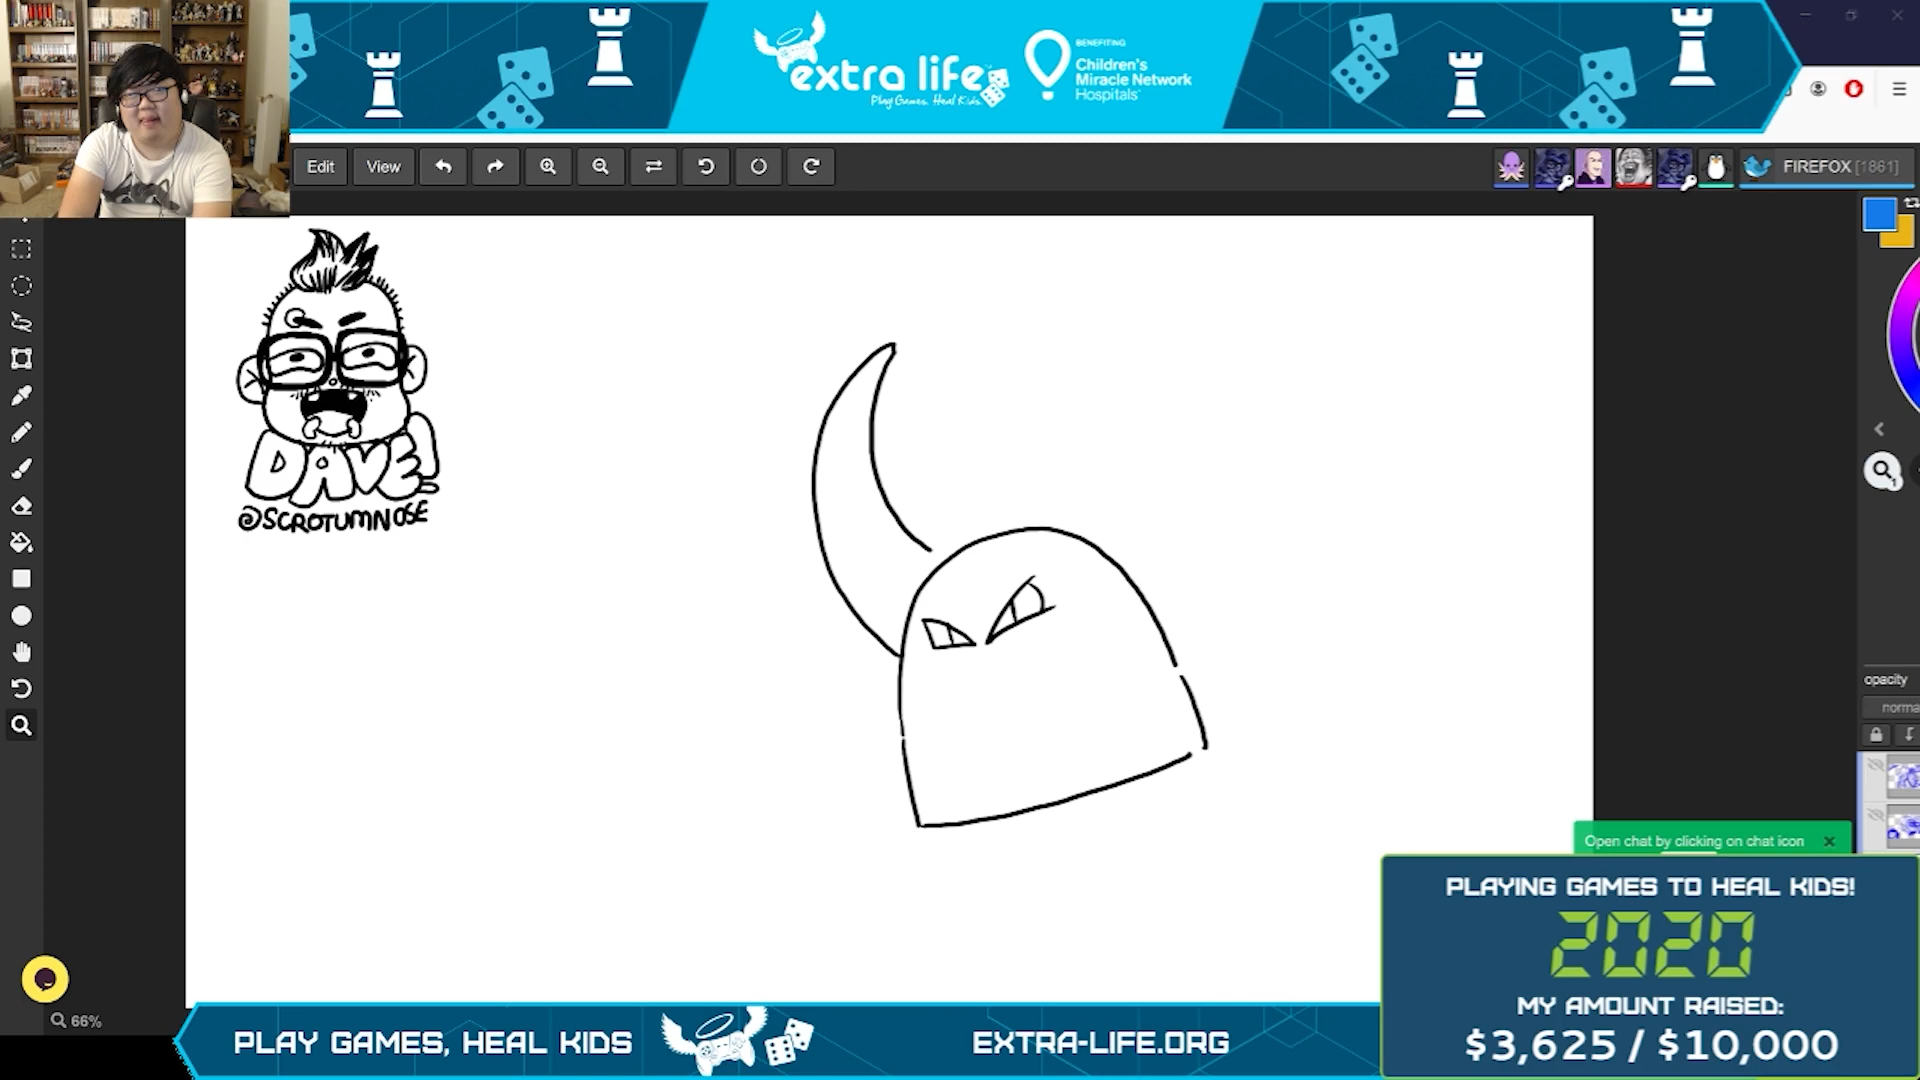 extra life
Play Games. Heal Kids.
BENEFITING
Children's
Miracle Network
Hospitals
Edit
View
FIREFOX [1861]
DAVE!
@SCROTUMNOSE
opacity
norma
Open chat by clicking on chat icon
PLAYING GAMES TO HEAL KIDS!
2020
MY AMOUNT RAISED:
$3,625 / $10,000
66%
PLAY GAMES, HEAL KIDS
EXTRA-LIFE.ORG